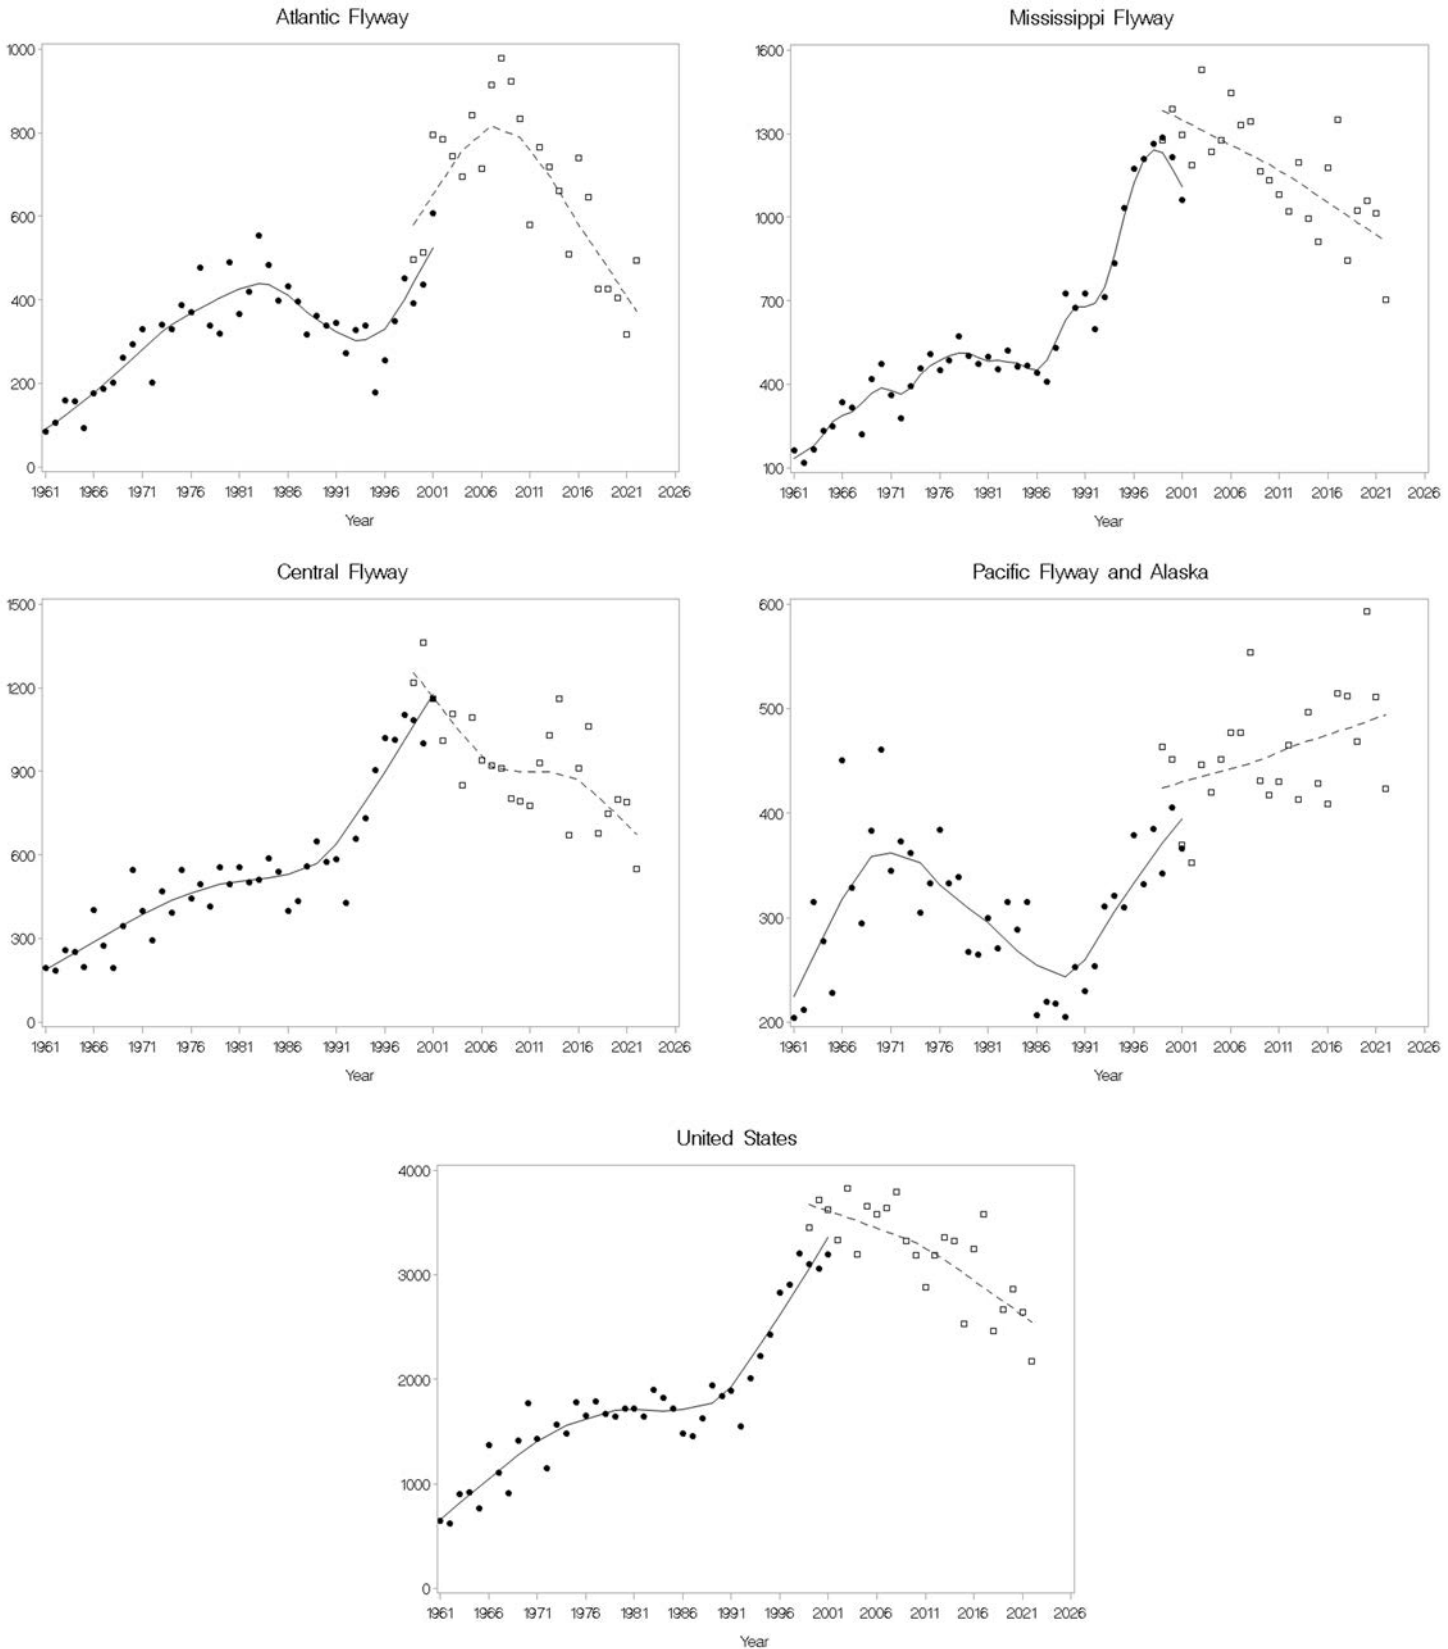 Atlantic Flyway
1000
800
600
400
200
0
1961 1966 1971 1976 1981 1986 1991 1996 2001 2006 2011 2016 2021 2026
Year
Mississippi Flyway
1600
1300
1000
700
400
100
1961 1966 1971 1976 1981 1986 1991 1996 2001 2006 2011 2016 2021 2026
Year
Central Flyway
1500
1200
900
600
300
0
1961 1966 1971 1976 1981 1986 1991 1996 2001 2006 2011 2016 2021 2026
Year
Pacific Flyway and Alaska
600
500
400
300
200
1961 1966 1971 1976 1981 1986 1991 1996 2001 2006 2011 2016 2021 2026
Year
United States
4000
3000
2000
1000
0
1961 1966 1971 1976 1981 1986 1991 1996 2001 2006 2011 2016 2021 2026
Year